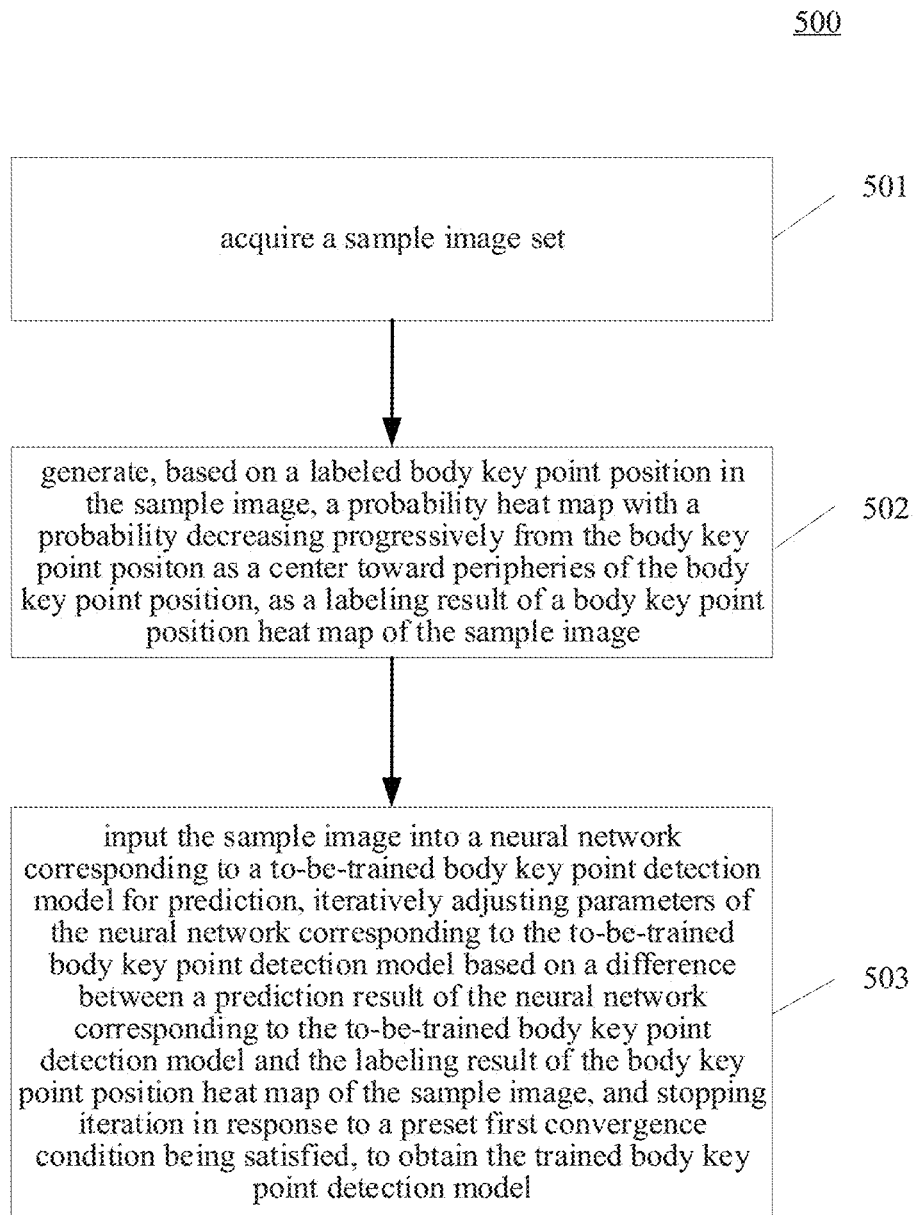 500
acquire a sample image set
501
generate, based on a labeled body key point position in
the sample image, a probability heat map with a
probability decreasing progressively from the body key
point positon as a center toward peripheries of the body
key point position, as a labeling result of a body key point
position heat map of the sample image
502
input the sample image into a neural network
corresponding to a to-be-trained body key point detection
model for prediction, iteratively adjusting parameters of
the neural network corresponding to the to-be-trained
body key point detection model based on a difference
between a prediction result of the neural network
corresponding to the to-be-trained body key point
detection model and the labeling result of the body key
point position heat map of the sample image, and stopping
iteration in response to a preset first convergence
condition being satisfied, to obtain the trained body key
point detection model
503